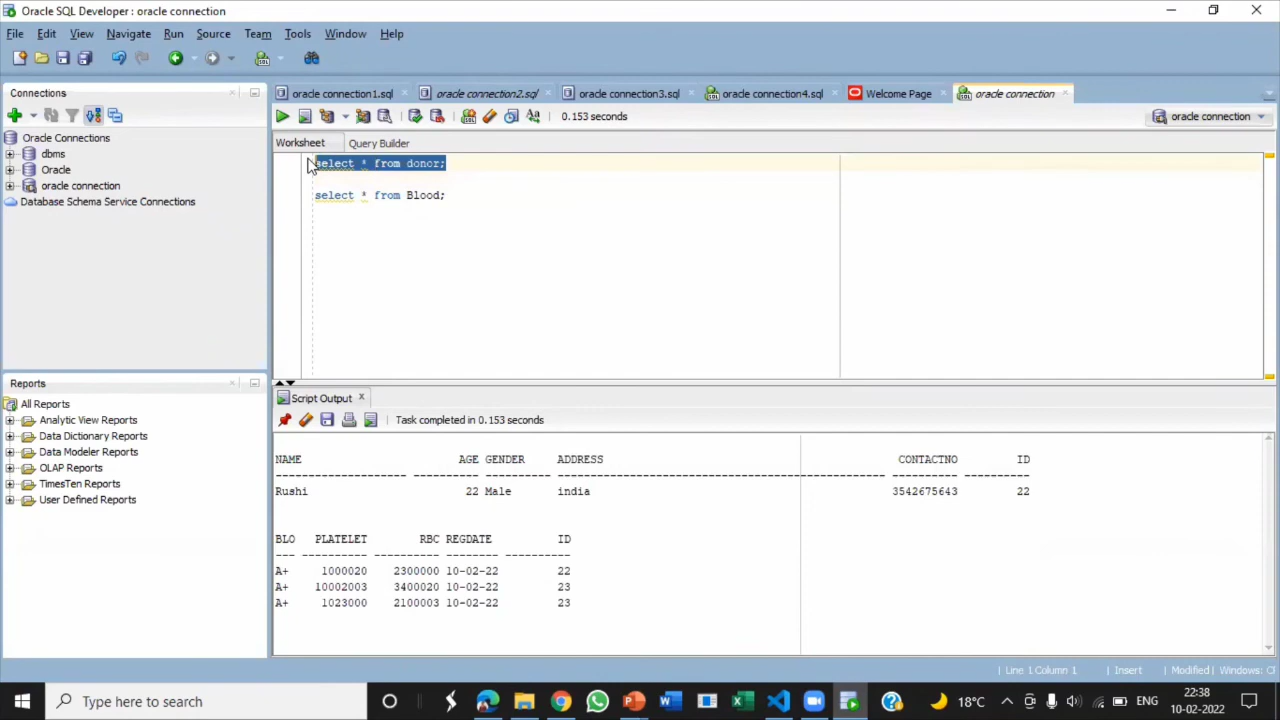 Oracle SQL Developer : oracle connection
File Edit View Navigate Run Source Team Tools Window Help
Connections
oracle connection1.sql oracle connection2.sql oracle connection3.sql oracle connection4.sql Welcome Page oracle connection
0.153 seconds
oracle connection
Oracle Connections
dbms
Oracle
oracle connection
Database Schema Service Connections
Worksheet Query Builder
select * from donor;
select * from Blood;
Reports
All Reports
Analytic View Reports
Data Dictionary Reports
Data Modeler Reports
OLAP Reports
TimesTen Reports
User Defined Reports
Script Output
Task completed in 0.153 seconds
NAME AGE GENDER ADDRESS CONTACTNO ID
Rushi 22 Male india 3542675643 22
BLO PLATELET RBC REGDATE ID
A+ 1000020 2300000 10-02-22 22
A+ 10002003 3400020 10-02-22 23
A+ 1023000 2100003 10-02-22 23
Line 1 Column 1 Insert Modified Windows: C
Type here to search
18°C ENG 22:38
10-02-2022